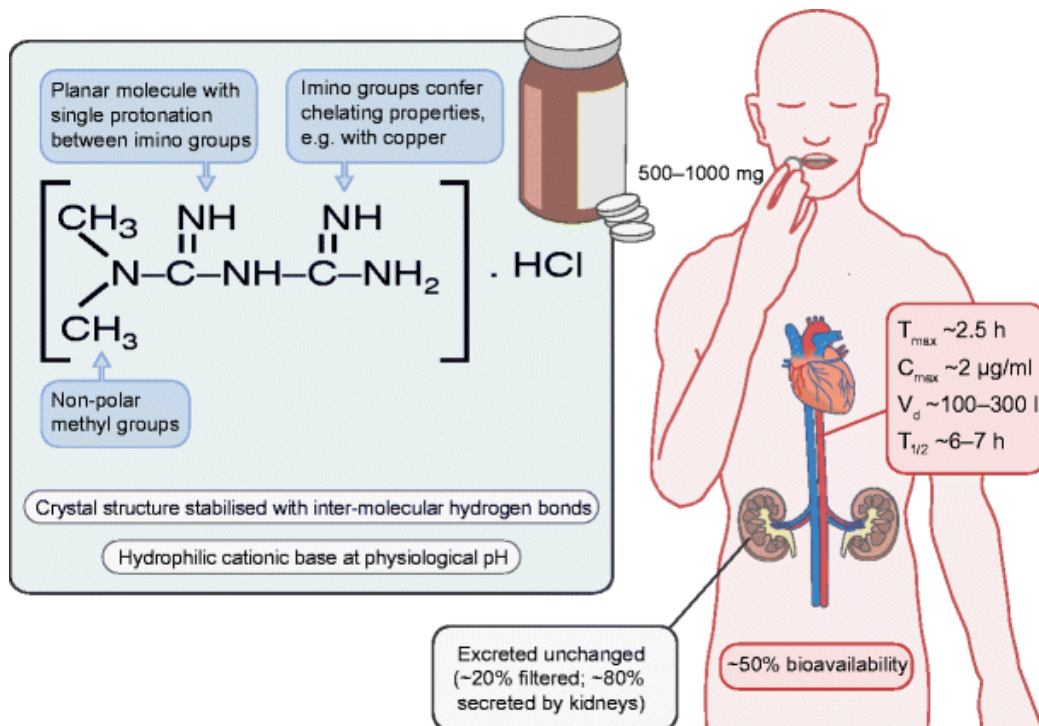 Planar molecule with
single protonation
between imino groups
Imino groups confer
chelating properties,
e.g. with copper
CH₃
NH
NH
N–C–NH–C–NH₂
. HCl
CH₃
Non-polar
methyl groups
Crystal structure stabilised with inter-molecular hydrogen bonds
Hydrophilic cationic base at physiological pH
500–1000 mg
Tmax ~2.5 h
Cmax ~2 µg/ml
Vd ~100–300 l
T1/2 ~6–7 h
Excreted unchanged
(~20% filtered; ~80%
secreted by kidneys)
~50% bioavailability